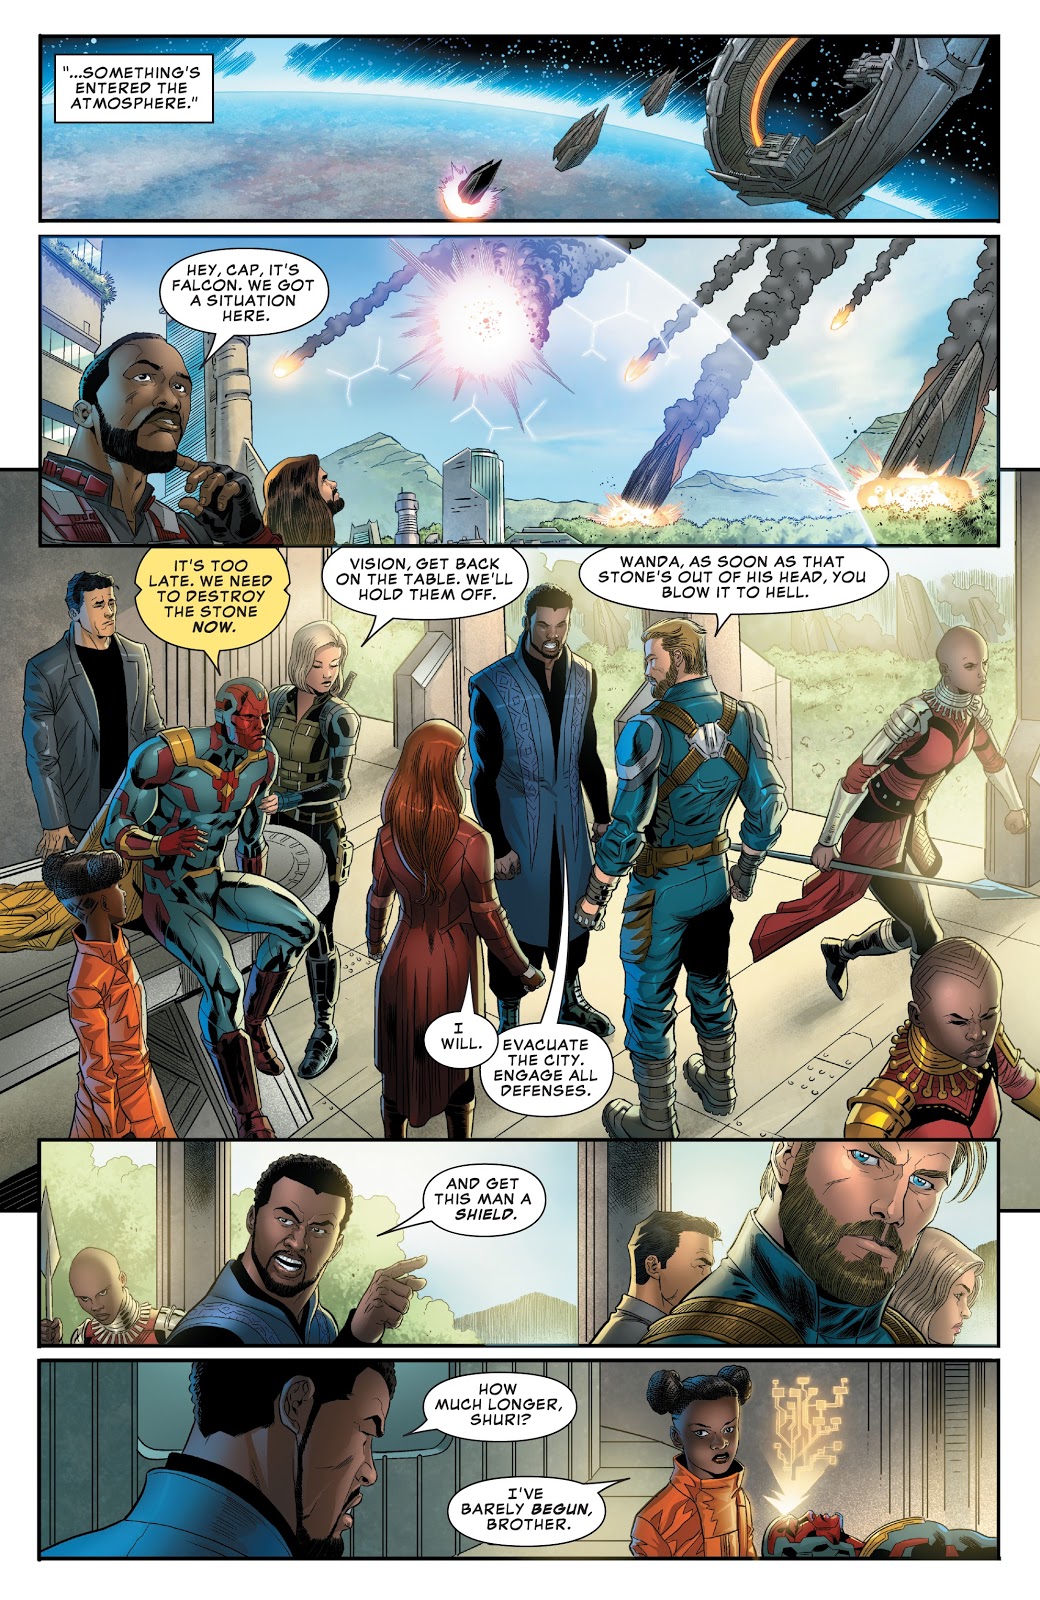 "...SOMETHING'S
ENTERED THE
ATMOSPHERE."
HEY, CAP, IT'S
FALCON. WE GOT
A SITUATION
HERE.
IT'S TOO
LATE. WE NEED
TO DESTROY
THE STONE
NOW.
VISION, GET BACK
ON THE TABLE. WE'LL
HOLD THEM OFF.
WANDA, AS SOON AS THAT
STONE'S OUT OF HIS HEAD, YOU
BLOW IT TO HELL.
I
WILL.
EVACUATE
THE CITY.
ENGAGE ALL
DEFENSES.
AND GET
THIS MAN A
SHIELD.
HOW
MUCH LONGER,
SHURI?
I'VE
BARELY BEGUN,
BROTHER.